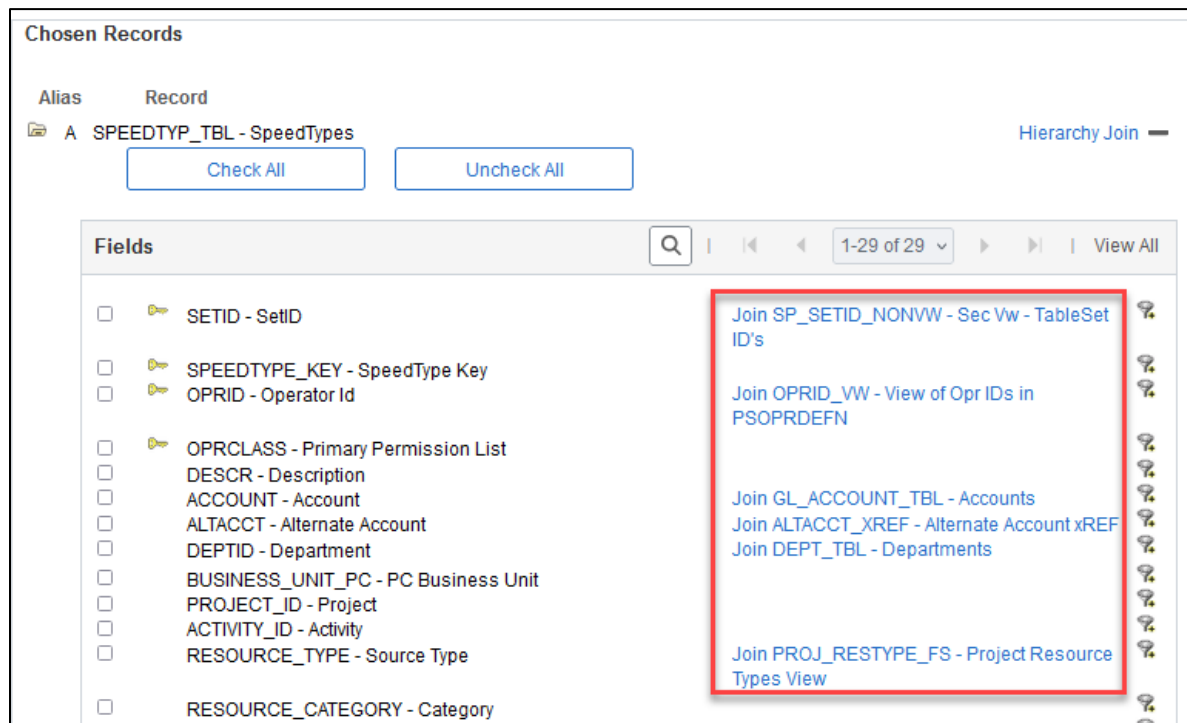 Chosen Records
Alias Record
A SPEEDTYP_TBL - SpeedTypes Hierarchy Join
Check All Uncheck All
Fields | 1-29 of 29 | View All
SETID - SetID Join SP_SETID_NONVW - Sec Vw - TableSet
ID's
SPEEDTYPE_KEY - SpeedType Key
OPRID - Operator Id Join OPRID_VW - View of Opr IDs in
PSOPRDEFN
OPRCLASS - Primary Permission List
DESCR - Description
ACCOUNT - Account Join GL_ACCOUNT_TBL - Accounts
ALTACCT - Alternate Account Join ALTACCT_XREF - Alternate Account xREF
DEPTID - Department Join DEPT_TBL - Departments
BUSINESS_UNIT_PC - PC Business Unit
PROJECT_ID - Project
ACTIVITY_ID - Activity
RESOURCE_TYPE - Source Type Join PROJ_RESTYPE_FS - Project Resource
Types View
RESOURCE_CATEGORY - Category